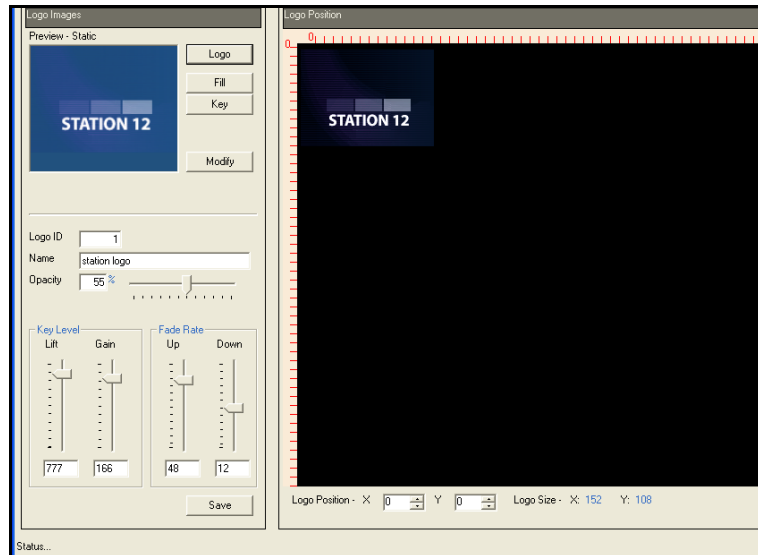 Logo Images
Preview - Static
STATION 12
Logo
Fill
Key
Modify
Logo ID 1
Name station logo
Opacity 55 %
Key Level
Lift Gain
777 166
Fade Rate
Up Down
48 12
Save
Logo Position
0
0
STATION 12
Logo Position - X 0 Y 0 Logo Size - X: 152 Y: 108
Status...